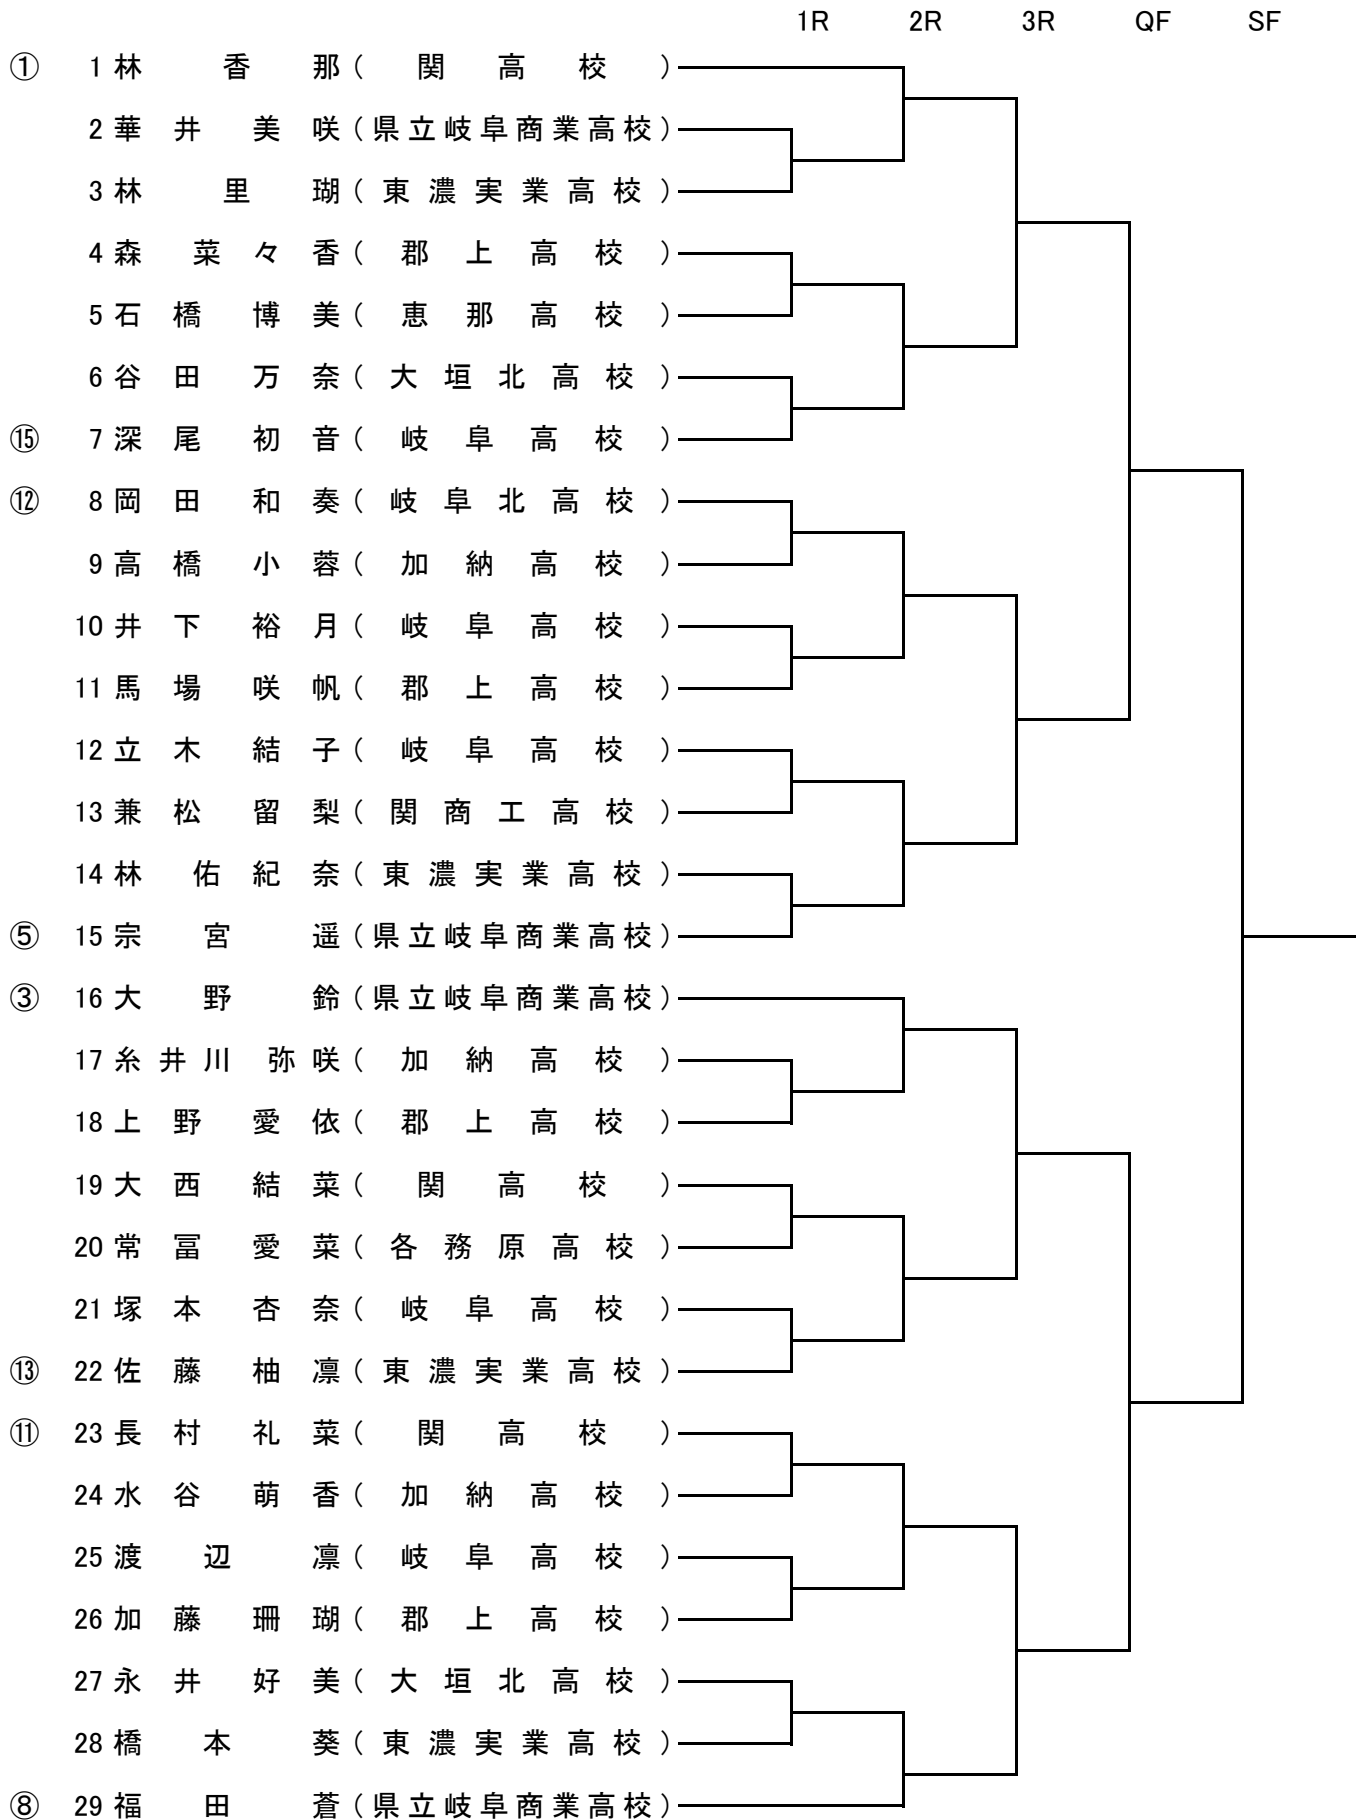 1R 2R 3R QF SF
① 1 林 香 那 ( 関 高 校 )
2 華 井 美 咲 ( 県立岐阜商業高校 )
3 林 里 瑚 ( 東 濃 実 業 高 校 )
4 森 菜 々 香 ( 郡 上 高 校 )
5 石 橋 博 美 ( 恵 那 高 校 )
6 谷 田 万 奈 ( 大 垣 北 高 校 )
⑮ 7 深 尾 初 音 ( 岐 阜 高 校 )
⑫ 8 岡 田 和 奏 ( 岐 阜 北 高 校 )
9 高 橋 小 蓉 ( 加 納 高 校 )
10 井 下 裕 月 ( 岐 阜 高 校 )
11 馬 場 咲 帆 ( 郡 上 高 校 )
12 立 木 結 子 ( 岐 阜 高 校 )
13 兼 松 留 梨 ( 関 商 工 高 校 )
14 林 佑 紀 奈 ( 東 濃 実 業 高 校 )
⑤ 15 宗 宮 遥 ( 県立岐阜商業高校 )
③ 16 大 野 鈴 ( 県立岐阜商業高校 )
17 糸 井 川 弥 咲 ( 加 納 高 校 )
18 上 野 愛 依 ( 郡 上 高 校 )
19 大 西 結 菜 ( 関 高 校 )
20 常 冨 愛 菜 ( 各 務 原 高 校 )
21 塚 本 杏 奈 ( 岐 阜 高 校 )
⑬ 22 佐 藤 柚 凛 ( 東 濃 実 業 高 校 )
⑪ 23 長 村 礼 菜 ( 関 高 校 )
24 水 谷 萌 香 ( 加 納 高 校 )
25 渡 辺 凛 ( 岐 阜 高 校 )
26 加 藤 珊 瑚 ( 郡 上 高 校 )
27 永 井 好 美 ( 大 垣 北 高 校 )
28 橋 本 葵 ( 東 濃 実 業 高 校 )
⑧ 29 福 田 蒼 ( 県立岐阜商業高校 )